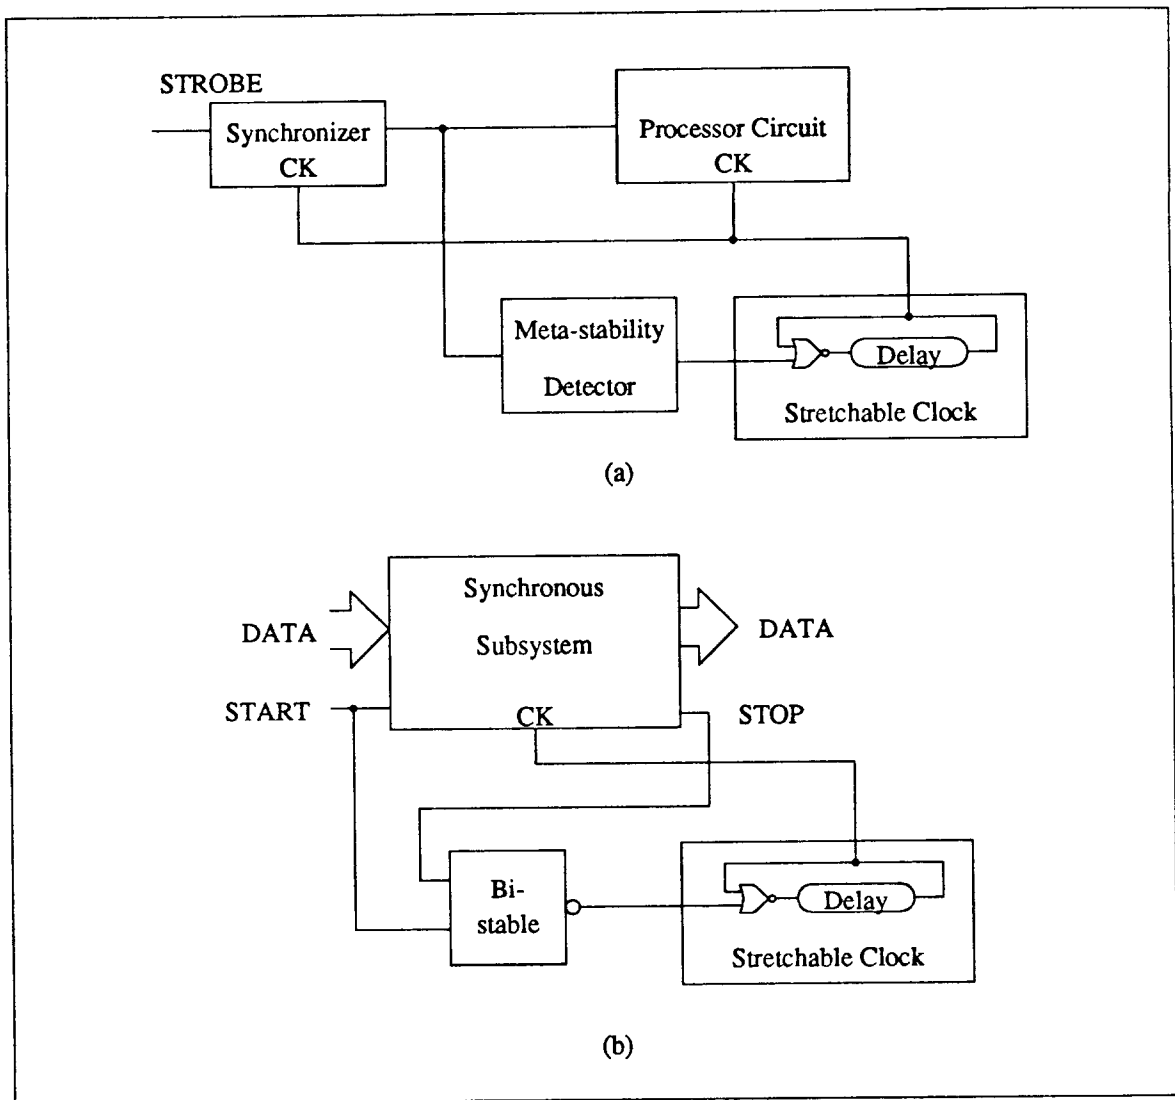 STROBE
Synchronizer
CK
Processor Circuit
CK
Meta-stability
Detector
Delay
Stretchable Clock
(a)
Synchronous
Subsystem
DATA
DATA
START
CK
STOP
Bi-
stable
Delay
Stretchable Clock
(b)